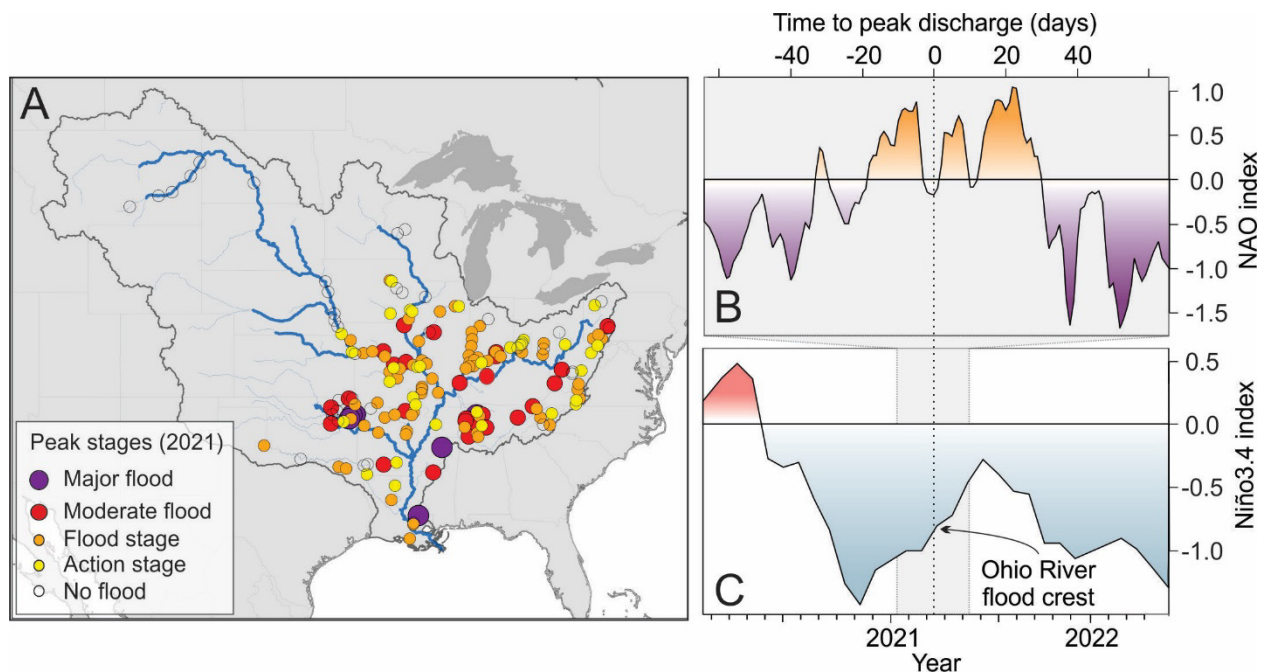 A
Peak stages (2021)
Major flood
Moderate flood
Flood stage
Action stage
No flood
Time to peak discharge (days)
-40 -20 0 20 40
1.0
0.5
0.0
-0.5
-1.0
-1.5
NAO index
B
0.5
0.0
-0.5
-1.0
Niño3.4 index
Ohio River
flood crest
C
2021 2022
Year